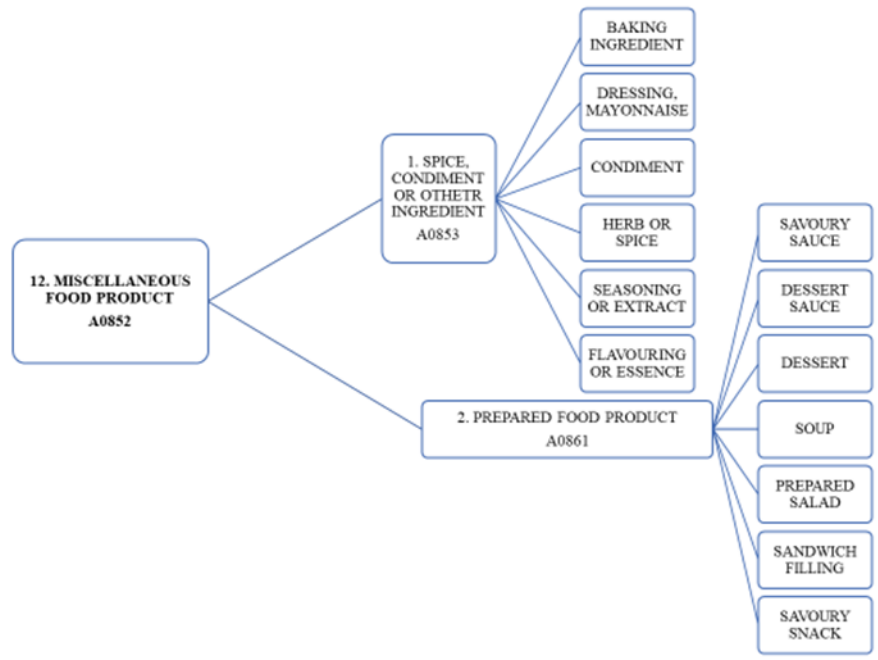 12. MISCELLANEOUS
FOOD PRODUCT
A0852
1. SPICE,
CONDIMENT
OR OTHETR
INGREDIENT
A0853
BAKING
INGREDIENT
DRESSING,
MAYONNAISE
CONDIMENT
HERB OR
SPICE
SEASONING
OR EXTRACT
FLAVOURING
OR ESSENCE
2. PREPARED FOOD PRODUCT
A0861
SAVOURY
SAUCE
DESSERT
SAUCE
DESSERT
SOUP
PREPARED
SALAD
SANDWICH
FILLING
SAVOURY
SNACK